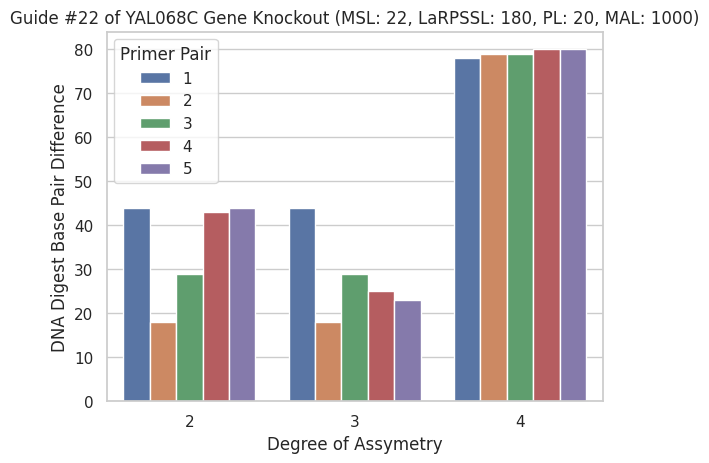 Guide #22 of YAL068C Gene Knockout (MSL: 22, LaRPSSL: 180, PL: 20, MAL: 1000)
Primer Pair
1
2
3
4
5
DNA Digest Base Pair Difference
80
70
60
50
40
30
20
10
0
2 3 4
Degree of Assymetry